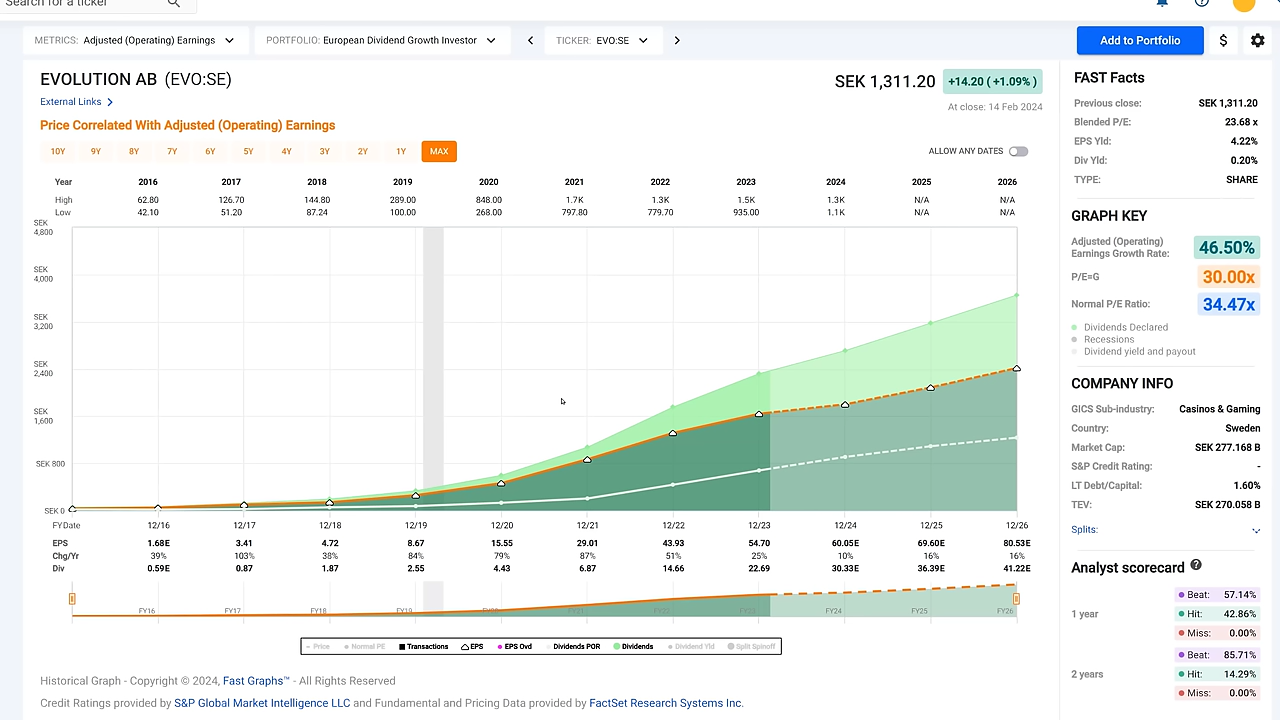 Search for a ticker
METRICS: Adjusted (Operating) Earnings
PORTFOLIO: European Dividend Growth Investor
TICKER: EVO:SE
Add to Portfolio
$
EVOLUTION AB (EVO:SE)
SEK 1,311.20
+14.20 ( +1.09% )
External Links
At close: 14 Feb 2024
Price Correlated With Adjusted (Operating) Earnings
10Y 9Y 8Y 7Y 6Y 5Y 4Y 3Y 2Y 1Y MAX
ALLOW ANY DATES
Year 2016 2017 2018 2019 2020 2021 2022 2023 2024 2025 2026
High 62.80 126.70 144.80 289.00 848.00 1.7K 1.3K 1.5K 1.3K N/A N/A
Low 42.10 51.20 87.24 100.00 268.00 797.80 779.70 935.00 1.1K N/A N/A
SEK
4,800
SEK
4,000
SEK
3,200
SEK
2,400
SEK
1,600
SEK 800
SEK 0
FY Date 12/16 12/17 12/18 12/19 12/20 12/21 12/22 12/23 12/24 12/25 12/26
EPS 1.68E 3.41 4.72 8.67 15.55 29.01 43.93 54.70 60.05E 69.60E 80.53E
Chg/Yr 39% 103% 38% 84% 79% 87% 51% 25% 10% 16% 16%
Div 0.59E 0.87 1.87 2.55 4.43 6.87 14.66 22.69 30.33E 36.39E 41.22E
FY16 FY17 FY18 FY19 FY20 FY21 FY22 FY23 FY24 FY25 FY26
Price Normal PE Transactions EPS EPS Ovd Dividends POR Dividends Dividend Yld Split Spinoff
Historical Graph - Copyright © 2024, Fast Graphs™ - All Rights Reserved
Credit Ratings provided by S&P Global Market Intelligence LLC and Fundamental and Pricing Data provided by FactSet Research Systems Inc.
FAST Facts
Previous close: SEK 1,311.20
Blended P/E: 23.68 x
EPS Yld: 4.22%
Div Yld: 0.20%
TYPE: SHARE
GRAPH KEY
Adjusted (Operating)
Earnings Growth Rate: 46.50%
P/E=G 30.00x
Normal P/E Ratio: 34.47x
Dividends Declared
Recessions
Dividend yield and payout
COMPANY INFO
GICS Sub-industry: Casinos & Gaming
Country: Sweden
Market Cap: SEK 277.168 B
S&P Credit Rating: -
LT Debt/Capital: 1.60%
TEV: SEK 270.058 B
Splits:
Analyst scorecard ?
1 year
Beat: 57.14%
Hit: 42.86%
Miss: 0.00%
2 years
Beat: 85.71%
Hit: 14.29%
Miss: 0.00%